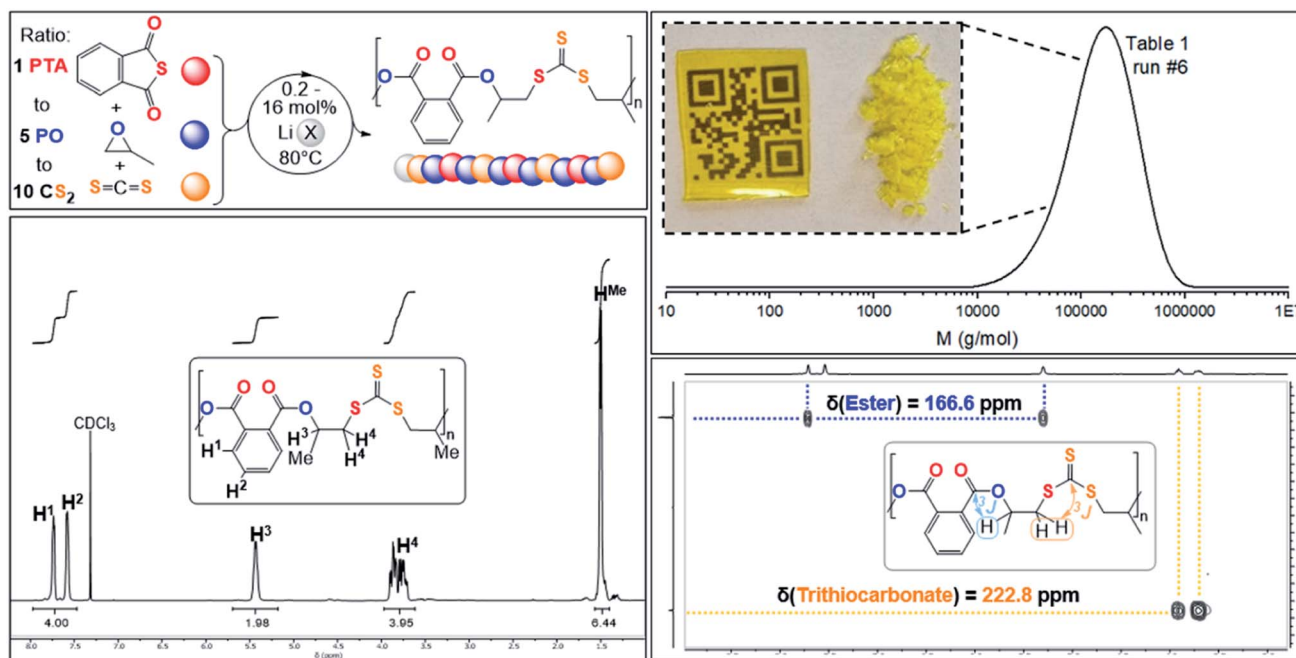 Ratio:
1 PTA
to
5 PO
to
10 CS2
O
S
O
+
O
+
S=C=S
0.2 -
16 mol%
Li X
80°C
O O S
O O S S
n
Table 1
run #6
10 100 1000 10000 100000 1000000 1E7
M (g/mol)
HMe
CDCl3
O O S
O O S S
n
H3 H4
Me H4 Me
H1
H2
H1 H2
H3
H4
4.00 1.98 3.95 6.44
8.0 7.5 7.0 6.5 6.0 5.5 5.0 4.5 4.0 3.5 3.0 2.5 2.0 1.5 1.0
δ (ppm)
δ(Ester) = 166.6 ppm
O O S
O O S S
n
3J 3J
H H
δ(Trithiocarbonate) = 222.8 ppm